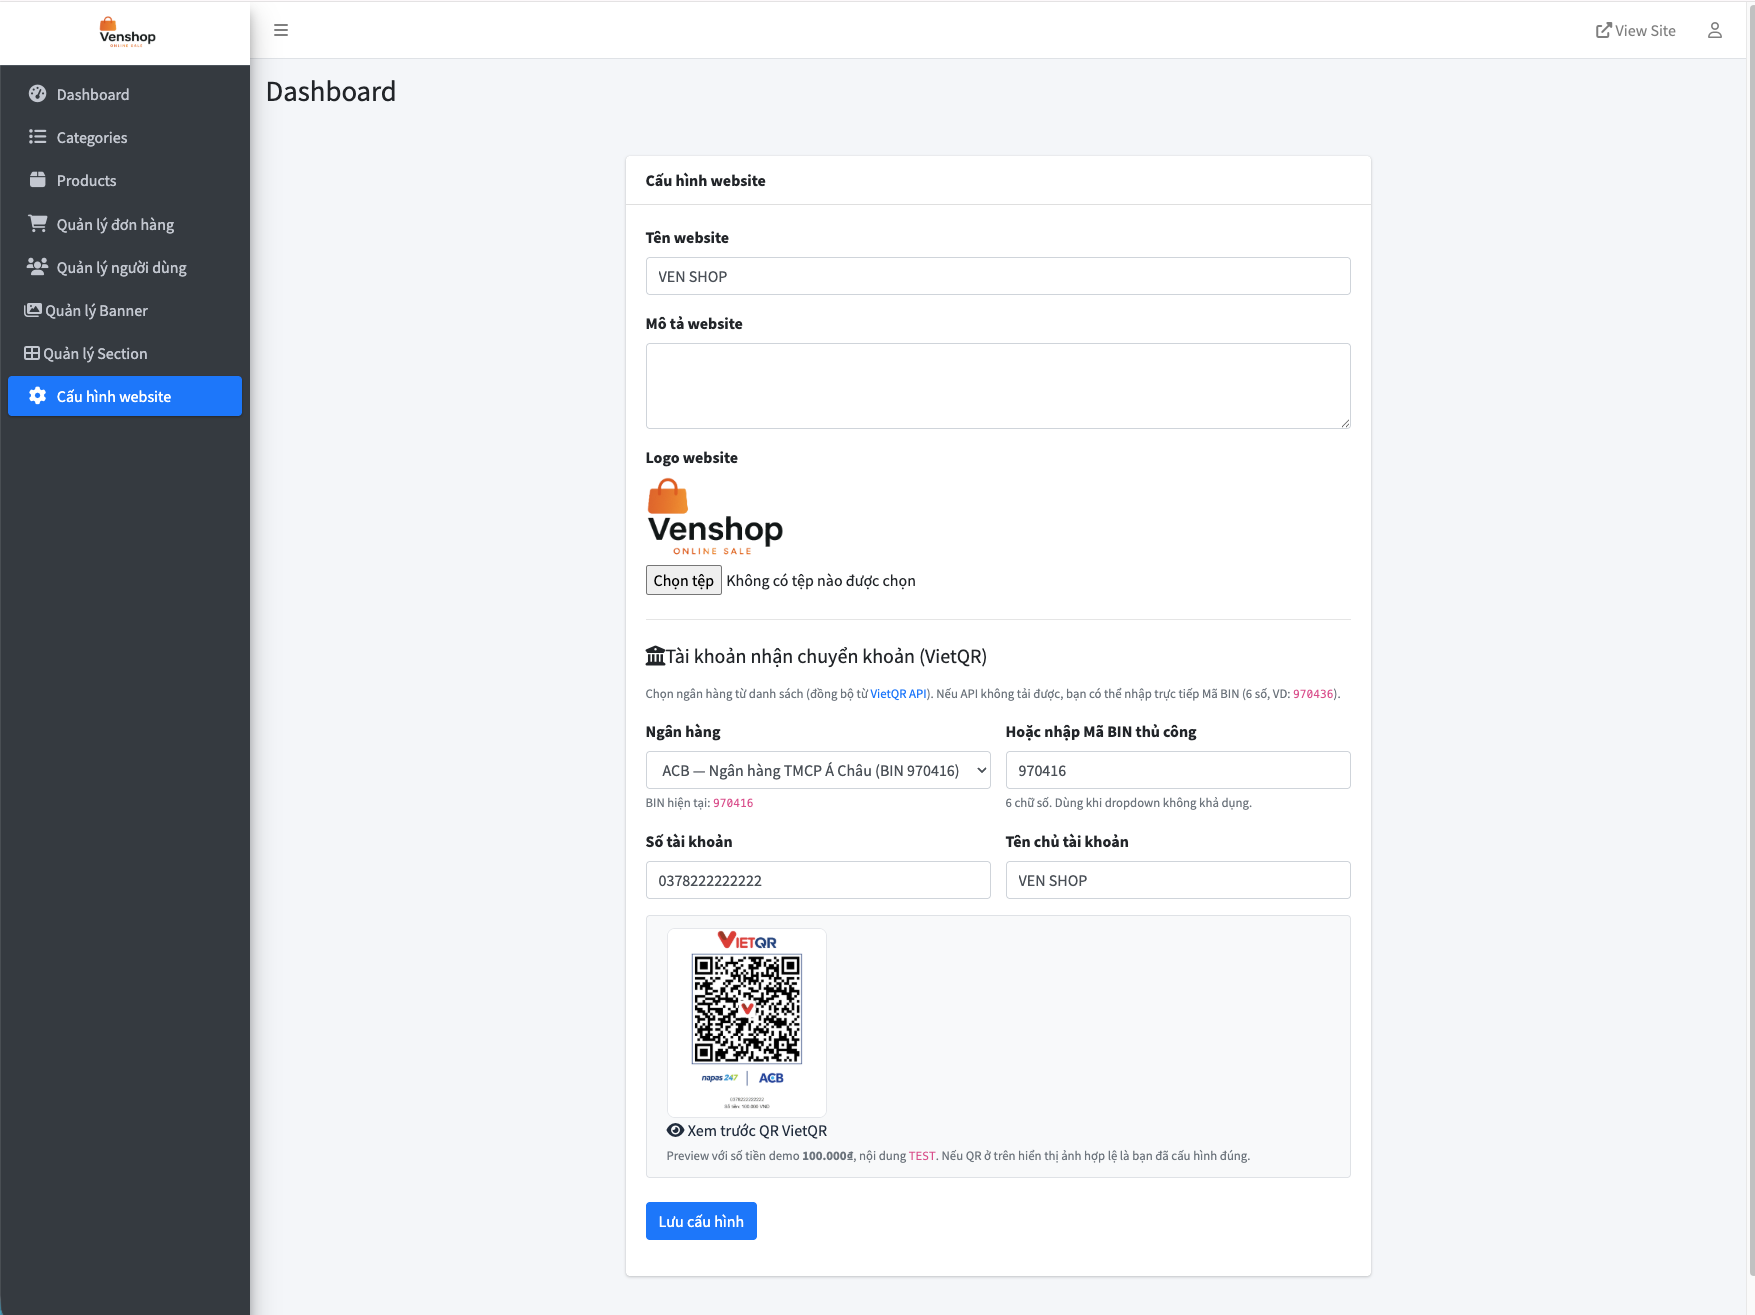 Venshop
ONLINE SALE
View Site
Dashboard
Categories
Products
Quản lý đơn hàng
Quản lý người dùng
Quản lý Banner
Quản lý Section
Cấu hình website
Dashboard
Cấu hình website
Tên website
VEN SHOP
Mô tả website
Logo website
Venshop
ONLINE SALE
Chọn tệp Không có tệp nào được chọn
Tài khoản nhận chuyển khoản (VietQR)
Chọn ngân hàng từ danh sách (đồng bộ từ VietQR API). Nếu API không tải được, bạn có thể nhập trực tiếp Mã BIN (6 số, VD: 970436).
Ngân hàng
ACB — Ngân hàng TMCP Á Châu (BIN 970416)
BIN hiện tại: 970416
Hoặc nhập Mã BIN thủ công
970416
6 chữ số. Dùng khi dropdown không khả dụng.
Số tài khoản
0378222222222
Tên chủ tài khoản
VEN SHOP
VIETQR
napas 247 | ACB
0378222222222
Số tiền: 100.000 VND
Xem trước QR VietQR
Preview với số tiền demo 100.000₫, nội dung TEST. Nếu QR ở trên hiển thị ảnh hợp lệ là bạn đã cấu hình đúng.
Lưu cấu hình